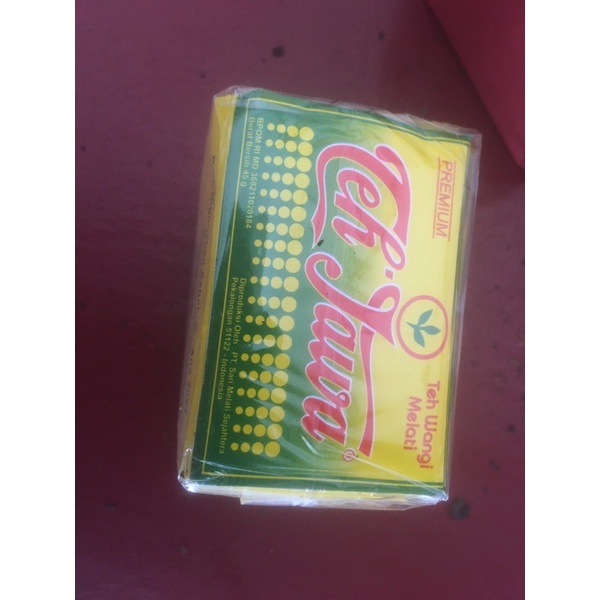 PREMIUM
Teh Wangi
Melati
Teh Jawa
®
BPOM RI MD 369211020184
Berat Bersih 45 g
Diproduksi Oleh : PT. Sari Melati Sejahtera
Pekalongan 51122 - Indonesia